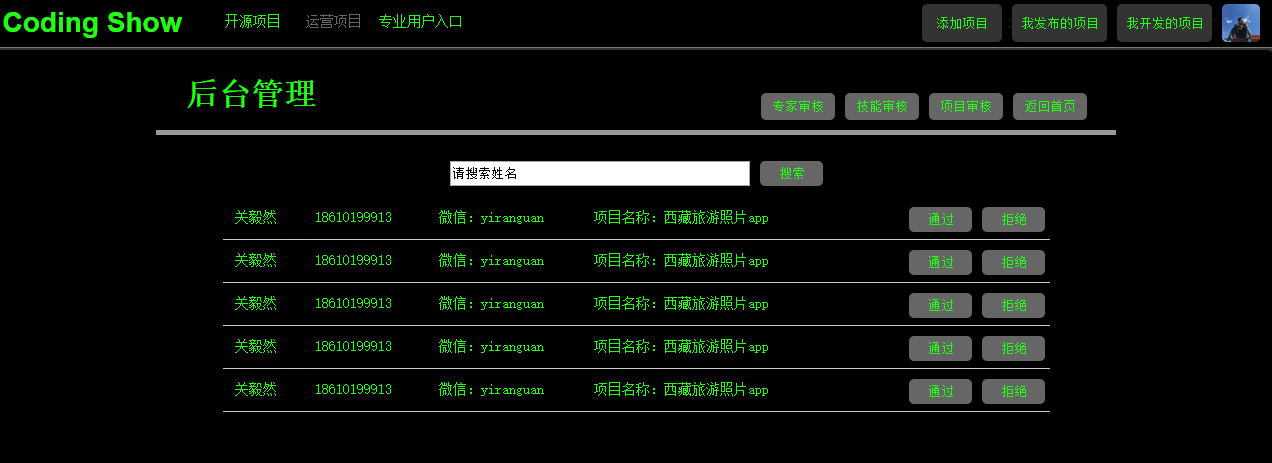 Coding Show 开源项目 运营项目 专业用户入口 添加项目 我发布的项目 我开发的项目
后台管理
专家审核 技能审核 项目审核 返回首页
请搜索姓名 搜索
关毅然 18610199913 微信：yiranguan 项目名称：西藏旅游照片app 通过 拒绝
关毅然 18610199913 微信：yiranguan 项目名称：西藏旅游照片app 通过 拒绝
关毅然 18610199913 微信：yiranguan 项目名称：西藏旅游照片app 通过 拒绝
关毅然 18610199913 微信：yiranguan 项目名称：西藏旅游照片app 通过 拒绝
关毅然 18610199913 微信：yiranguan 项目名称：西藏旅游照片app 通过 拒绝